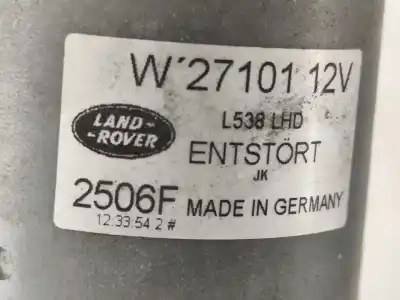 W´27101 12V
LAND-
-ROVER
L538 LHD
ENTSTÖRT
JK
2506F MADE IN GERMANY
12:33:54 2 #